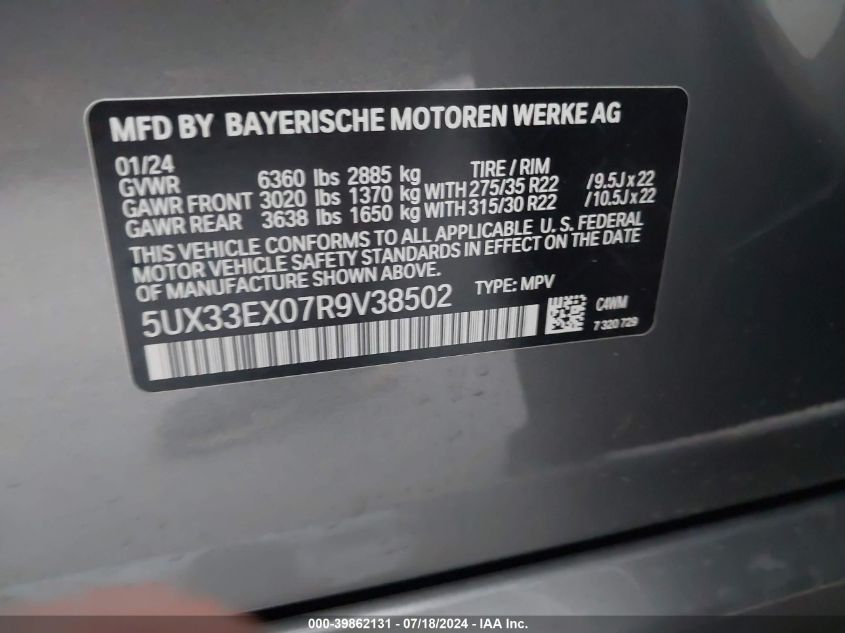 MFD BY BAYERISCHE MOTOREN WERKE AG
01/24 TIRE / RIM
GVWR 6360 lbs 2885 kg
GAWR FRONT 3020 lbs 1370 kg WITH 275/35 R22 /9.5J x 22
GAWR REAR 3638 lbs 1650 kg WITH 315/30 R22 /10.5J x 22
THIS VEHICLE CONFORMS TO ALL APPLICABLE U. S. FEDERAL
MOTOR VEHICLE SAFETY STANDARDS IN EFFECT ON THE DATE
OF MANUFACTURE SHOWN ABOVE.
5UX33EX07R9V38502 TYPE: MPV
C4WM
7 320 729
000-39862131 - 07/18/2024 - IAA Inc.